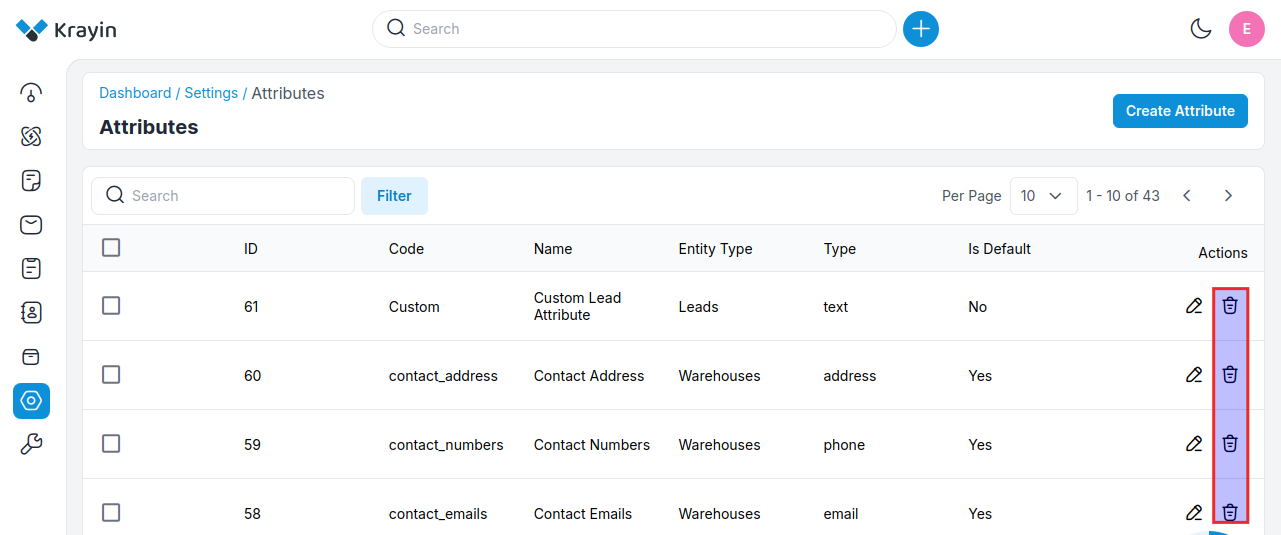 Krayin
Search
E
Dashboard / Settings / Attributes
Attributes
Create Attribute
Search
Filter
Per Page
10
1 - 10 of 43
ID Code Name Entity Type Type Is Default Actions
61 Custom Custom Lead Attribute Leads text No
60 contact_address Contact Address Warehouses address Yes
59 contact_numbers Contact Numbers Warehouses phone Yes
58 contact_emails Contact Emails Warehouses email Yes